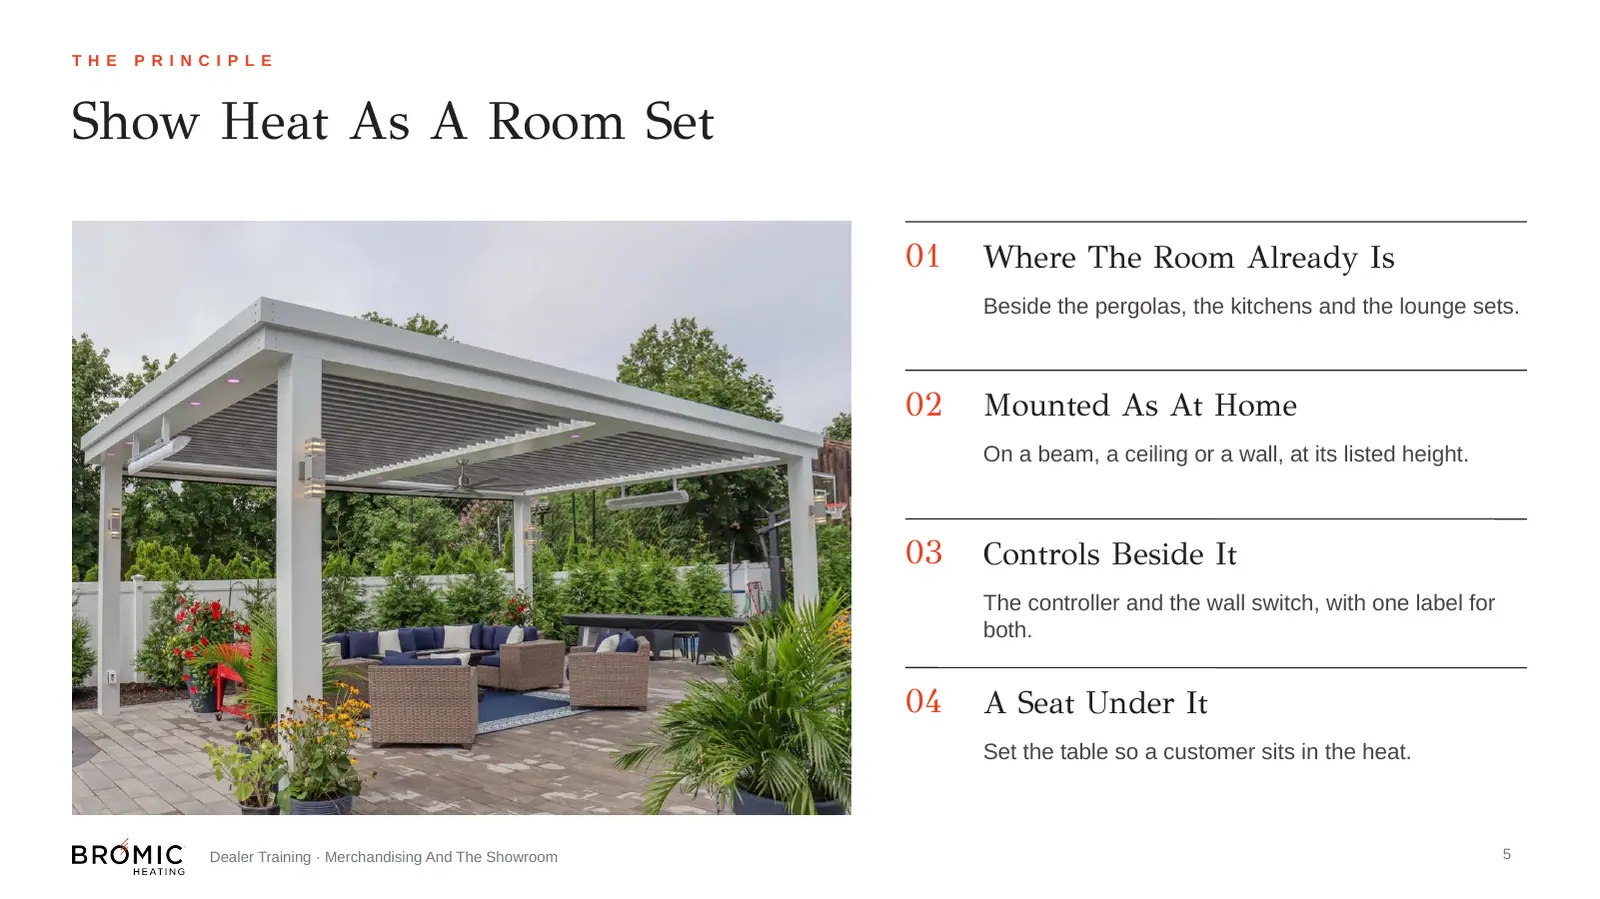 THE PRINCIPLE
Show Heat As A Room Set
01
Where The Room Already Is
Beside the pergolas, the kitchens and the lounge sets.
02
Mounted As At Home
On a beam, a ceiling or a wall, at its listed height.
03
Controls Beside It
The controller and the wall switch, with one label for
both.
04
A Seat Under It
Set the table so a customer sits in the heat.
BROMIC
HEATING
Dealer Training · Merchandising And The Showroom
5